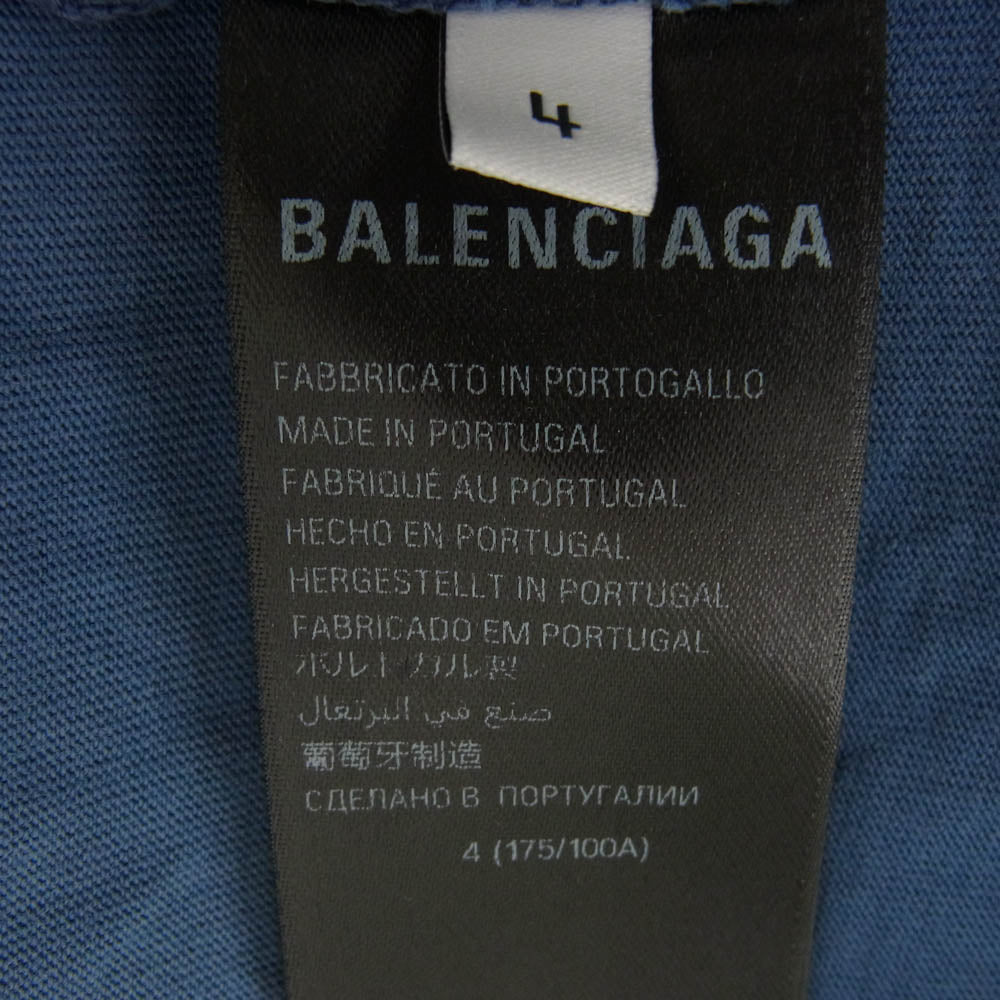 4
BALENCIAGA
FABBRICATO IN PORTOGALLO
MADE IN PORTUGAL
FABRIQUÉ AU PORTUGAL
HECHO EN PORTUGAL
HERGESTELLT IN PORTUGAL
FABRICADO EM PORTUGAL
ポルトガル製
صنع في البرتغال
葡萄牙制造
СДЕЛАНО В ПОРТУГАЛИИ
4 (175/100A)